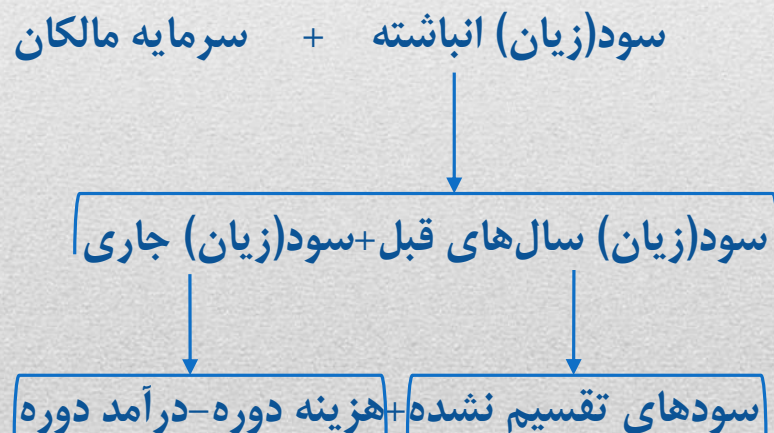 سود(زیان) انباشته + سرمایه مالکان
سود(زیان) سال‌های قبل+سود(زیان) جاری
سودهای تقسیم نشده+هزینه دوره-درآمد دوره